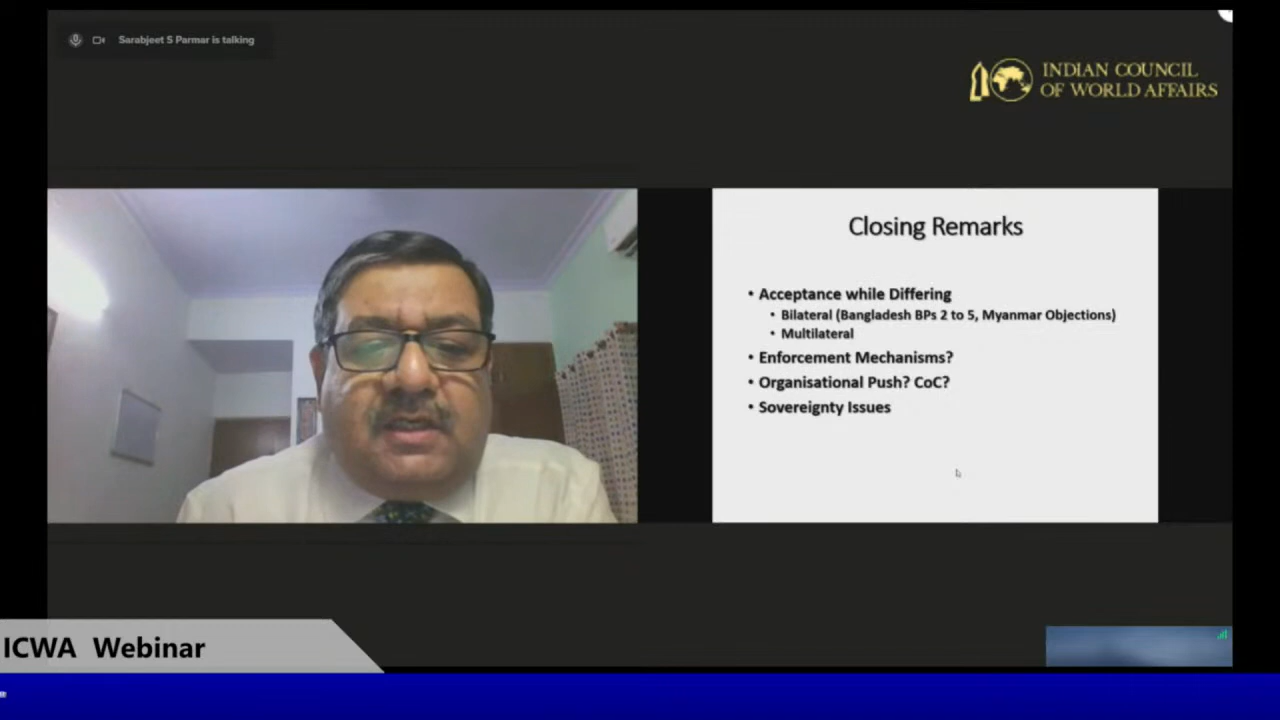 Sarabjeet S Parmar is talking
INDIAN COUNCIL
OF WORLD AFFAIRS
Closing Remarks
• Acceptance while Differing
• Bilateral (Bangladesh BPs 2 to 5, Myanmar Objections)
• Multilateral
• Enforcement Mechanisms?
• Organisational Push? CoC?
• Sovereignty Issues
ICWA Webinar